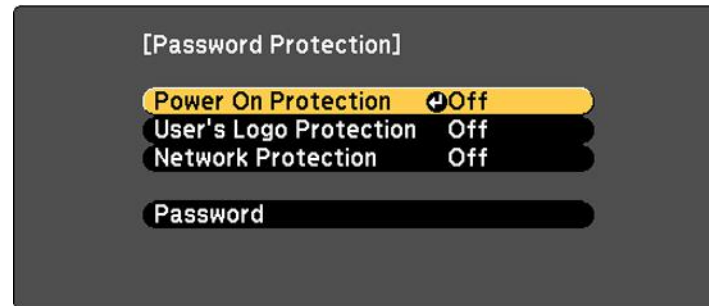 [Password Protection]
Power On Protection Off
User's Logo Protection Off
Network Protection Off
Password